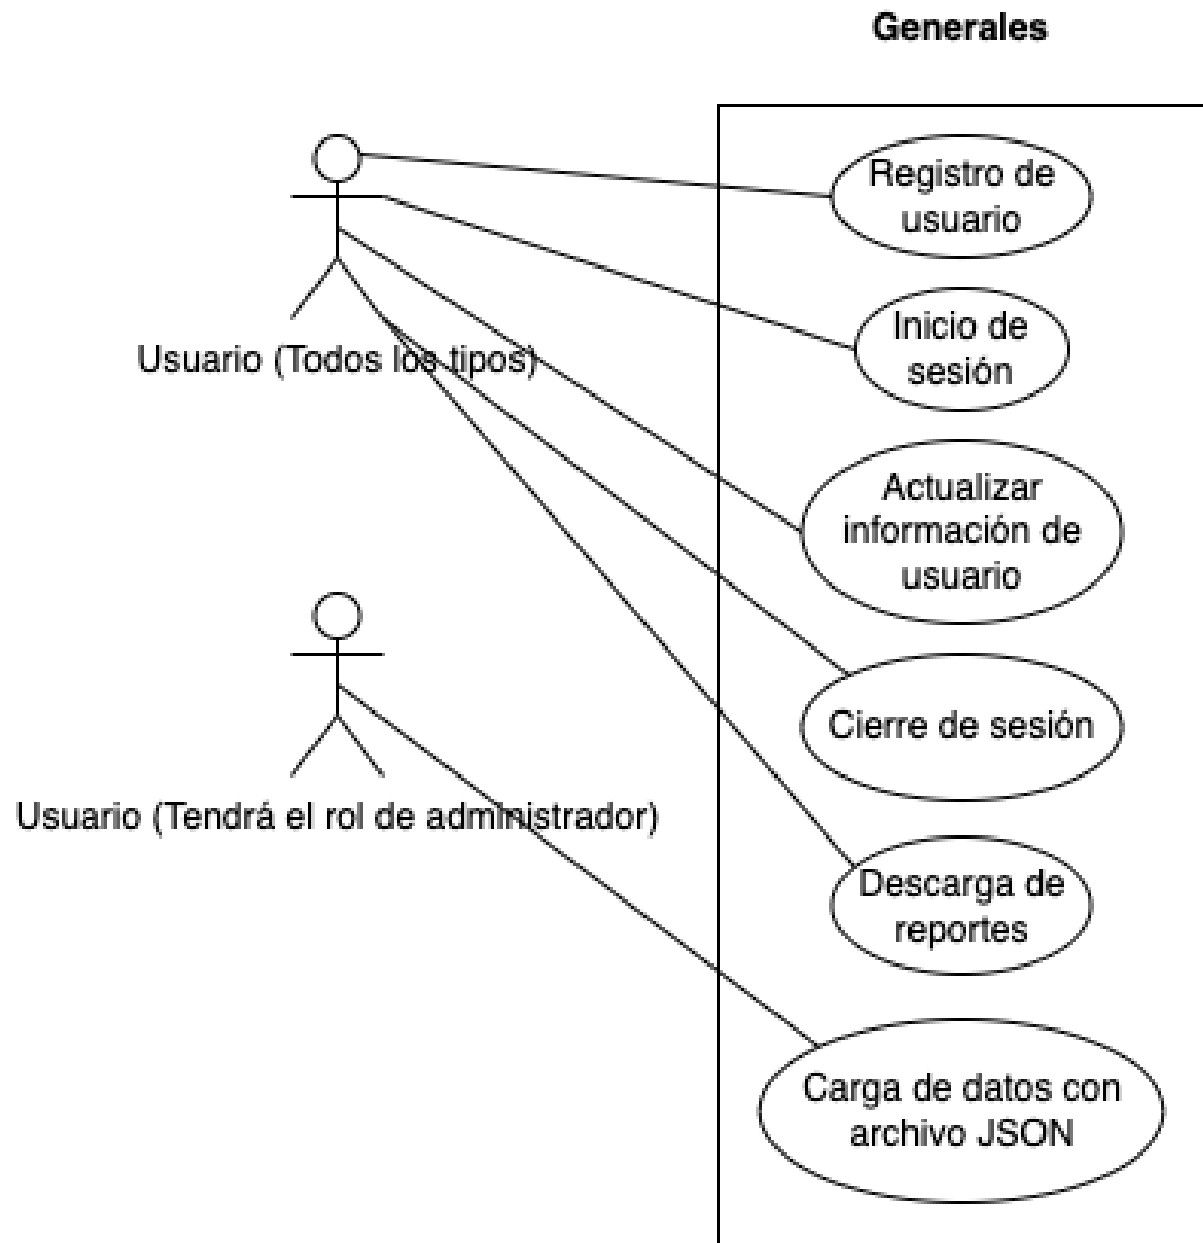 Generales
Registro de
usuario
Inicio de
sesión
Usuario (Todos los tipos)
Actualizar
información de
usuario
Cierre de sesión
Usuario (Tendrá el rol de administrador)
Descarga de
reportes
Carga de datos con
archivo JSON